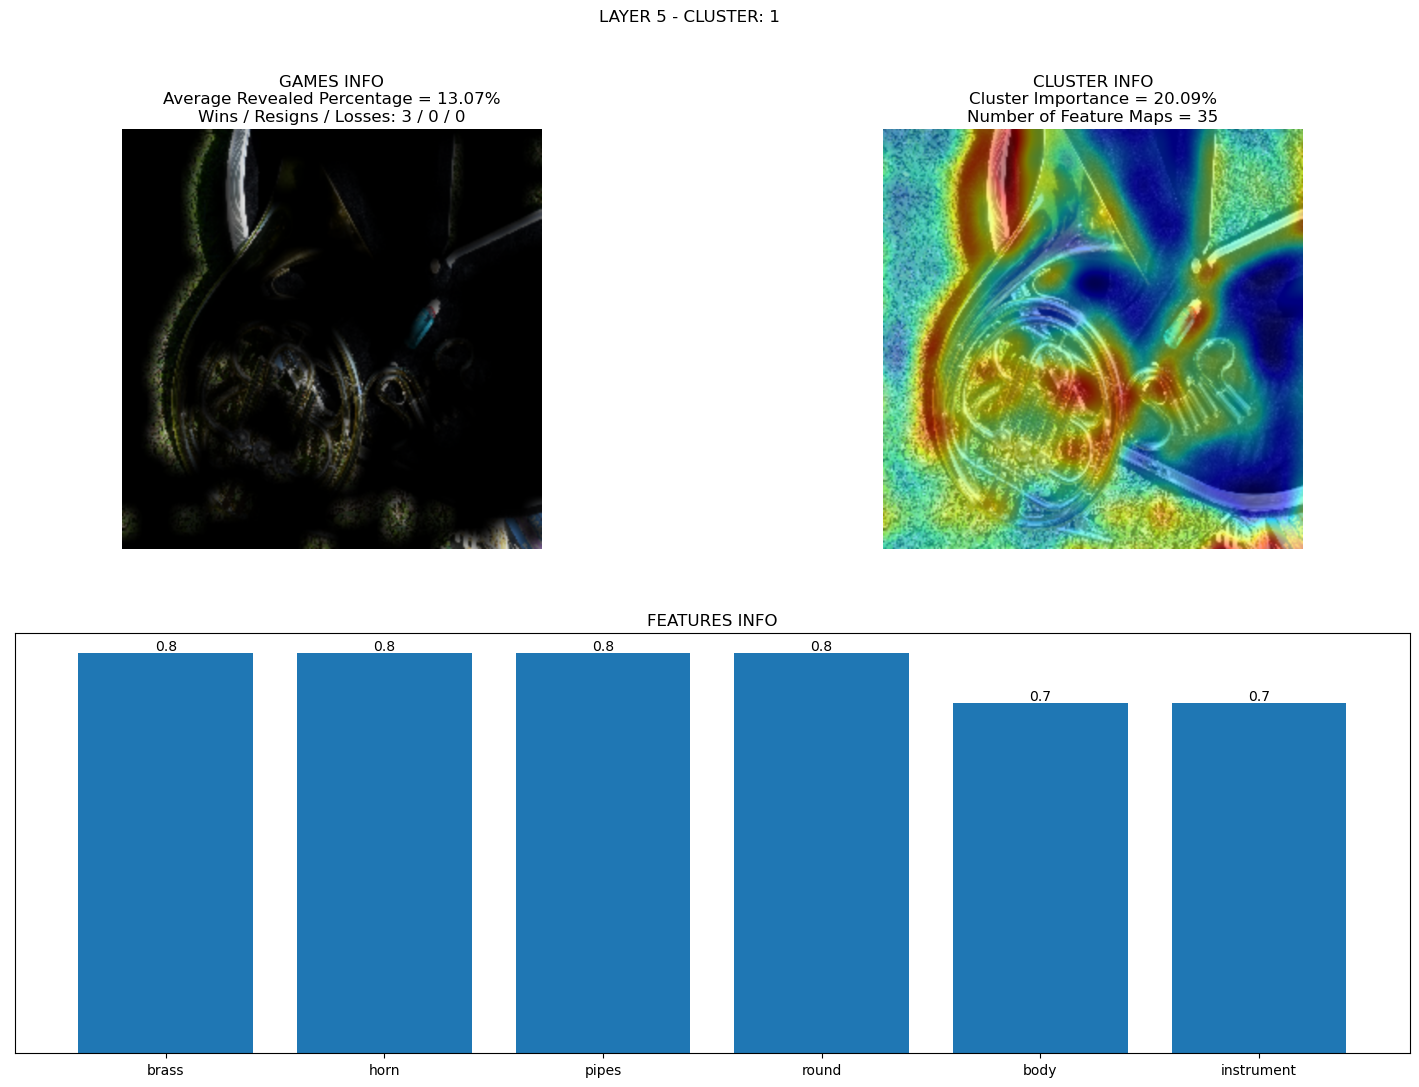 LAYER 5 - CLUSTER: 1
GAMES INFO
Average Revealed Percentage = 13.07%
Wins / Resigns / Losses: 3 / 0 / 0
CLUSTER INFO
Cluster Importance = 20.09%
Number of Feature Maps = 35
FEATURES INFO
0.8 0.8 0.8 0.8 0.7 0.7
brass horn pipes round body instrument